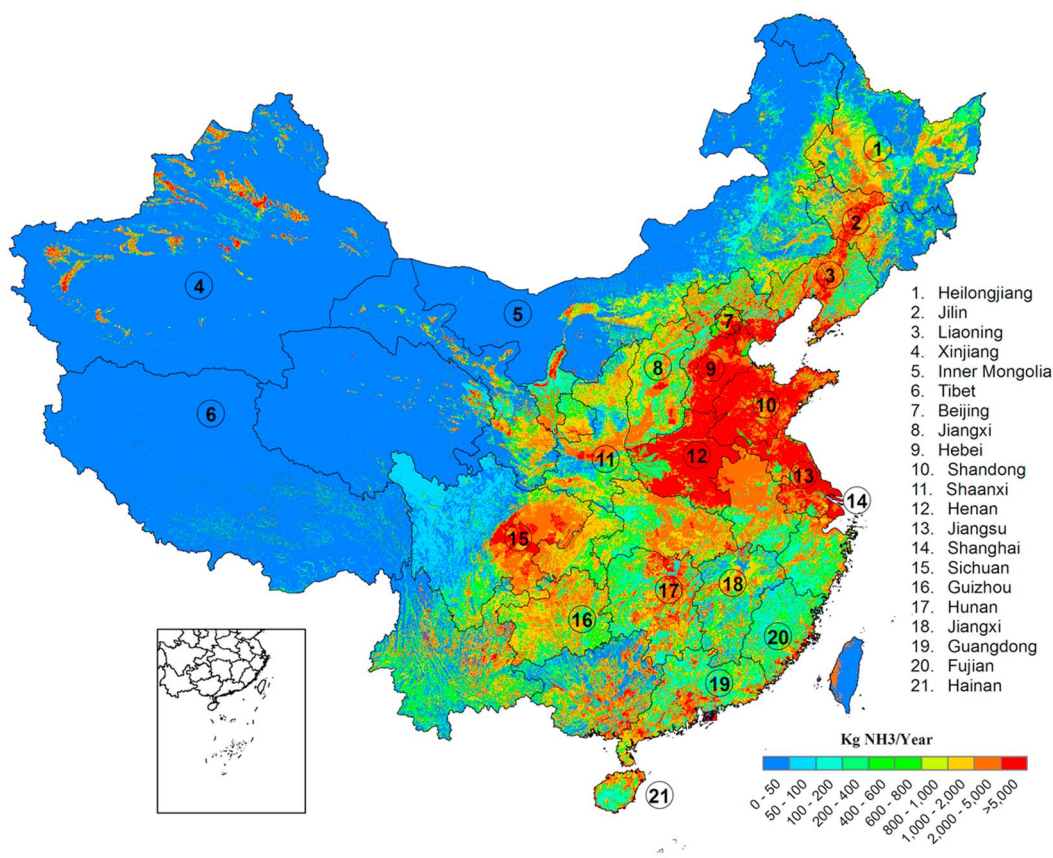 1
2
3
4
5
6
7
8
9
10
11
12
13
14
15
16
17
18
19
20
21
1. Heilongjiang
2. Jilin
3. Liaoning
4. Xinjiang
5. Inner Mongolia
6. Tibet
7. Beijing
8. Jiangxi
9. Hebei
10. Shandong
11. Shaanxi
12. Henan
13. Jiangsu
14. Shanghai
15. Sichuan
16. Guizhou
17. Hunan
18. Jiangxi
19. Guangdong
20. Fujian
21. Hainan
Kg NH3/Year
0 - 50
50 - 100
100 - 200
200 - 400
400 - 600
600 - 800
800 - 1,000
1,000 - 2,000
2,000 - 5,000
>5,000